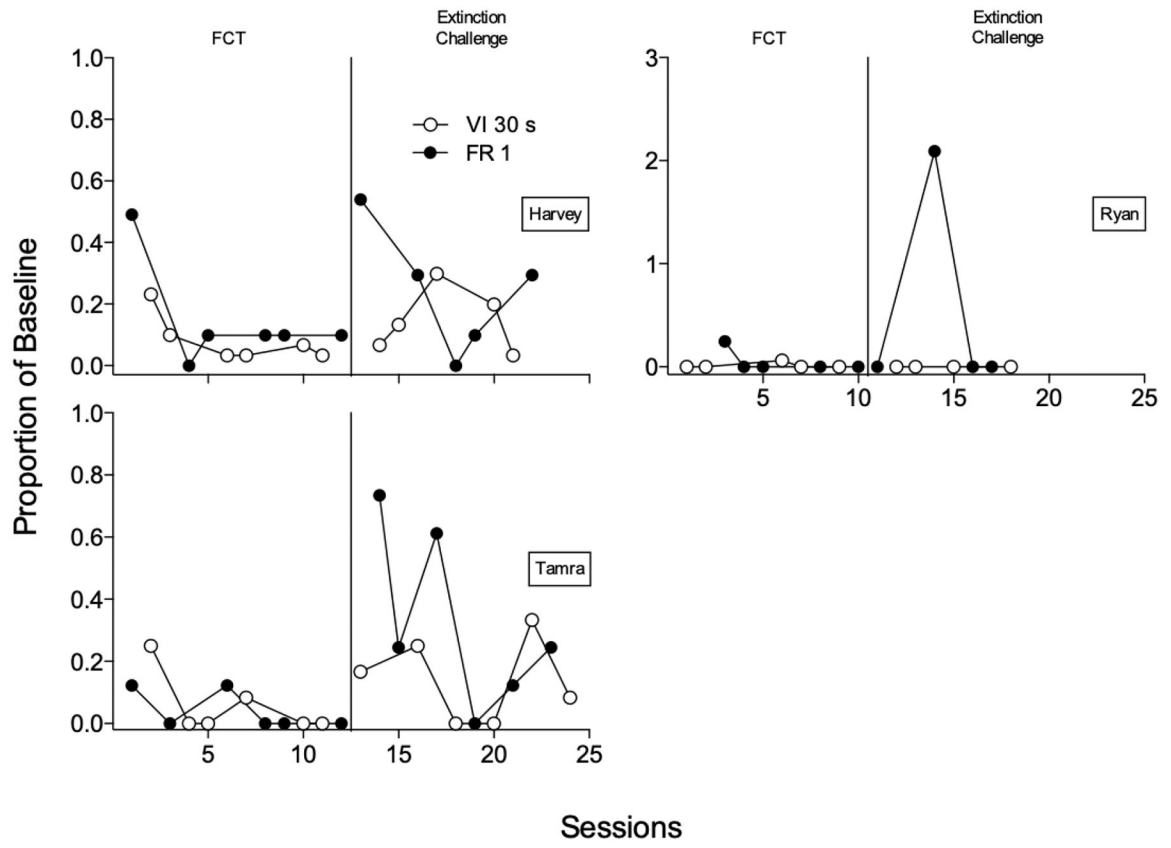 Extinction
Challenge
FCT
1.0
0.8
0.6
0.4
0.2
0.0
VI 30 s
FR 1
Harvey
Extinction
Challenge
FCT
3
2
1
0
Ryan
5
10
15
20
25
Proportion of Baseline
1.0
0.8
0.6
0.4
0.2
0.0
Tamra
5
10
15
20
25
Sessions